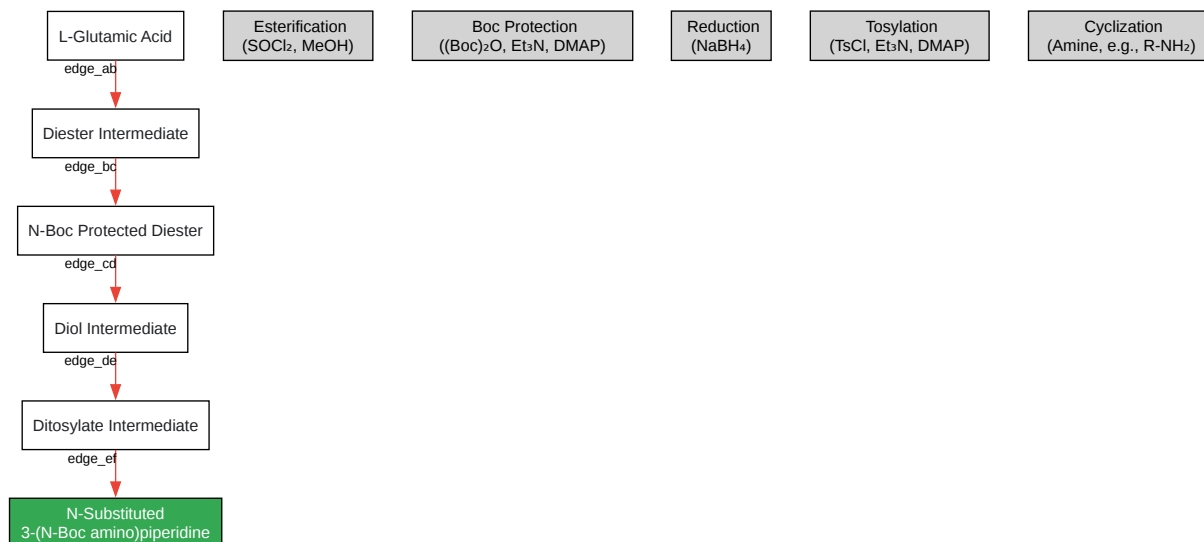 L-Glutamic Acid
Esterification
(SOCl₂, MeOH)
Boc Protection
((Boc)₂O, Et₃N, DMAP)
Reduction
(NaBH₄)
Tosylation
(TsCl, Et₃N, DMAP)
Cyclization
(Amine, e.g., R-NH₂)
edge_ab
Diester Intermediate
edge_bc
N-Boc Protected Diester
edge_cd
Diol Intermediate
edge_de
Ditosylate Intermediate
edge_ef
N-Substituted
3-(N-Boc amino)piperidine